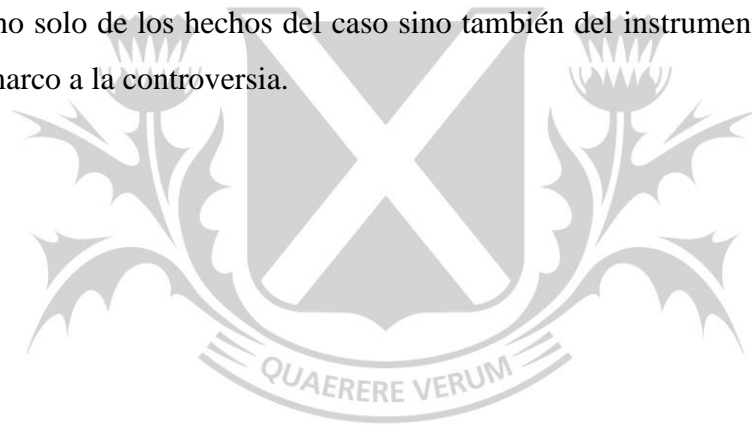 no solo de los hechos del caso sino también del instrumen
marco a la controversia.
QUAERERE VERUM